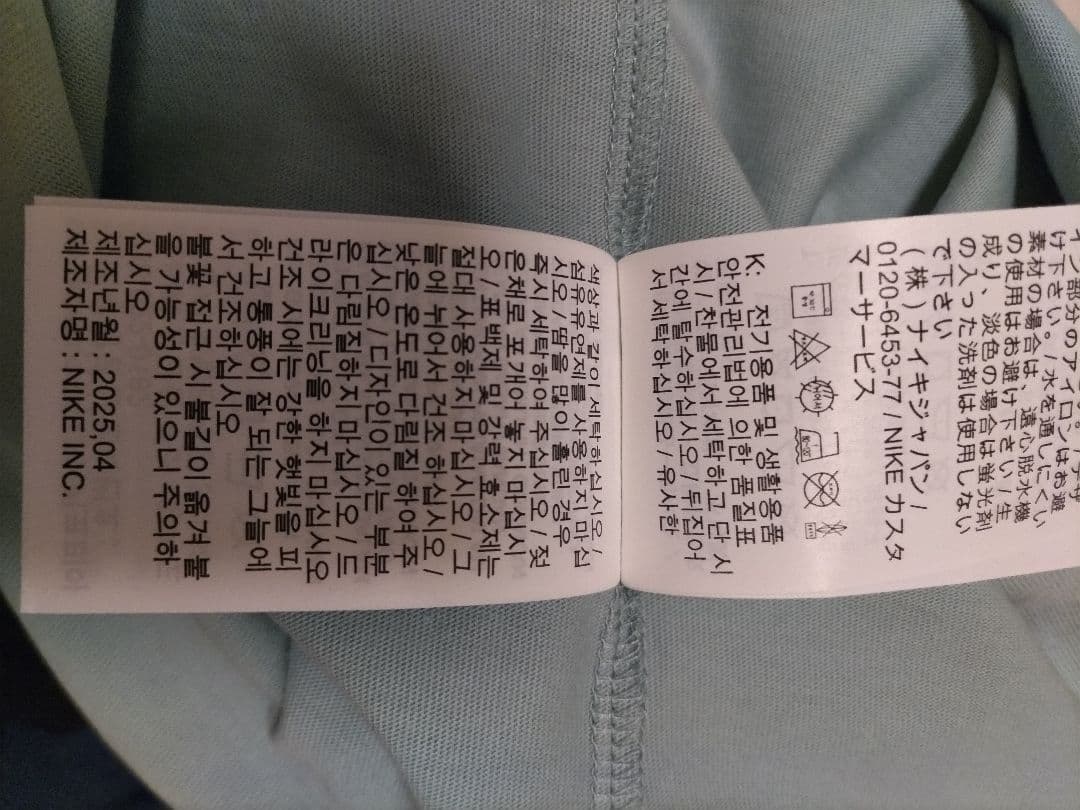 け下さい。/水を通しにくい
素材の場合は、遠心脱水機
の使用はお避け下さい/生
成り、淡色の場合は蛍光剤
の入った洗剤は使用しない
で下さい
(株)ナイキジャパン/
0120-6453-77/NIKE カスタ
マーサービス
K: 전기용품 및 생활용품
안전관리법에 의한 품질표
시/찬물에서 세탁하고 단 시
간에 탈수하십시오/뒤집어
서 세탁하십시오/유사한
색상과 같이 세탁하십시오/
섬유유연제를 사용하지 마십
시오/땀을 많이 흘린 경우
즉시 세탁하여 주십시오/젖
은채로 포개어 놓지 마십시
오/표백제 및 강력 효소제는
절대 사용하지 마십시오/그
늘에 뉘어서 건조 하십시오/
낮은 온도로 다림질 하여 주
십시오/디자인이 있는 부분
은 다림질하지 마십시오/드
라이크리닝을 하지 마십시오
건조 시에는 강한 햇빛을 피
하고 통풍이 잘 되는 그늘에
서 건조하십시오
불꽃 접근 시 불길이 옮겨 붙
을 가능성이 있으니 주의하
십시오
제조년월 : 2025,04
제조자명 : NIKE INC.